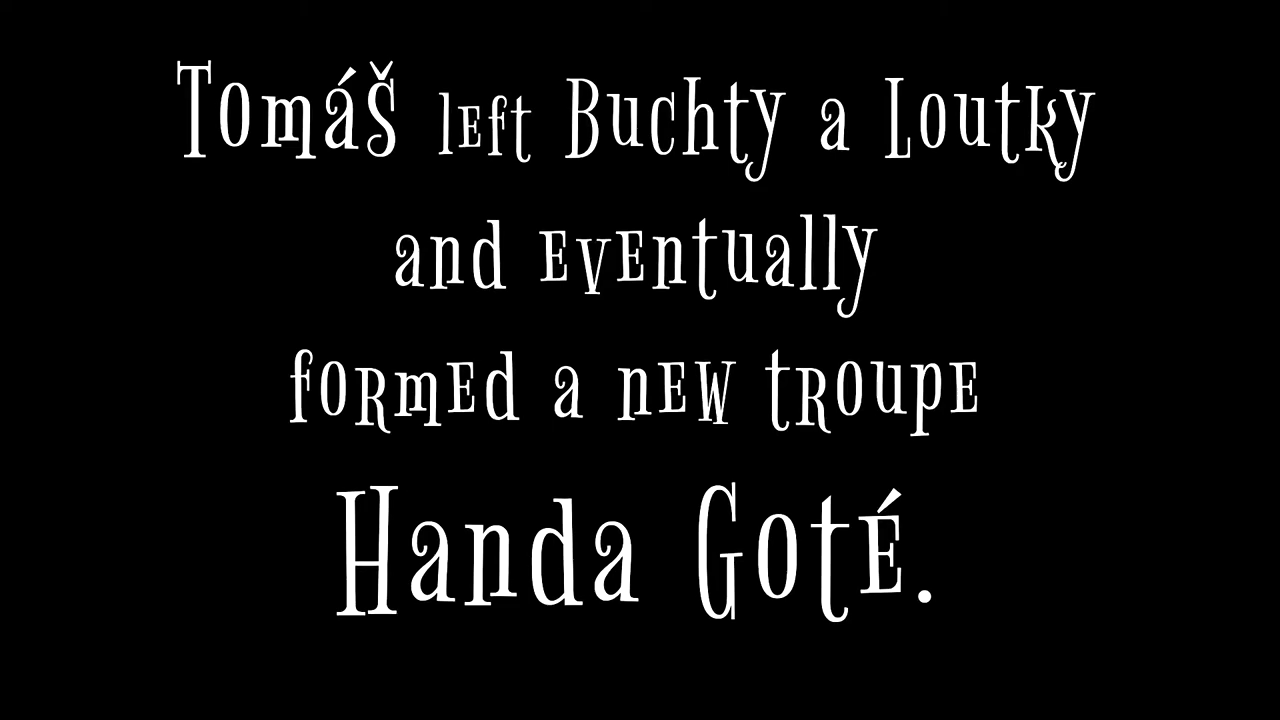 Tomáš left Buchty a Loutky
and eventually
formed a new troupe
Handa Goté.